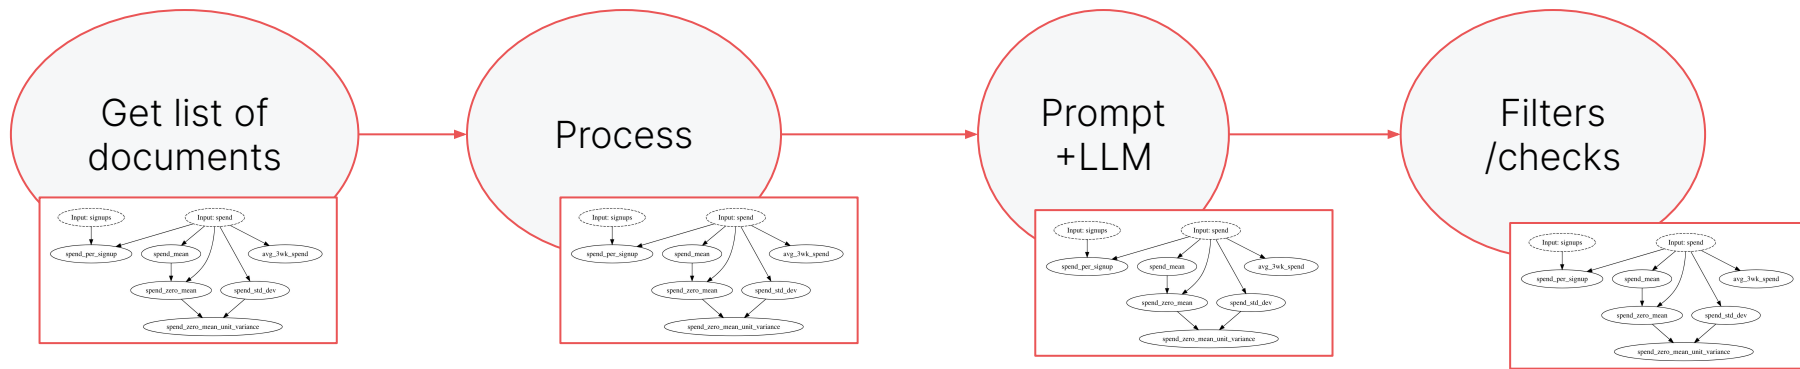 Get list of
documents
Process
Prompt
+LLM
Filters
/checks
Input: signups
Input: spend
spend_per_signup
spend_mean
avg_3wk_spend
spend_zero_mean
spend_std_dev
spend_zero_mean_unit_variance
Input: signups
Input: spend
spend_per_signup
spend_mean
avg_3wk_spend
spend_zero_mean
spend_std_dev
spend_zero_mean_unit_variance
Input: signups
Input: spend
spend_per_signup
spend_mean
avg_3wk_spend
spend_zero_mean
spend_std_dev
spend_zero_mean_unit_variance
Input: signups
Input: spend
spend_per_signup
spend_mean
avg_3wk_spend
spend_zero_mean
spend_std_dev
spend_zero_mean_unit_variance